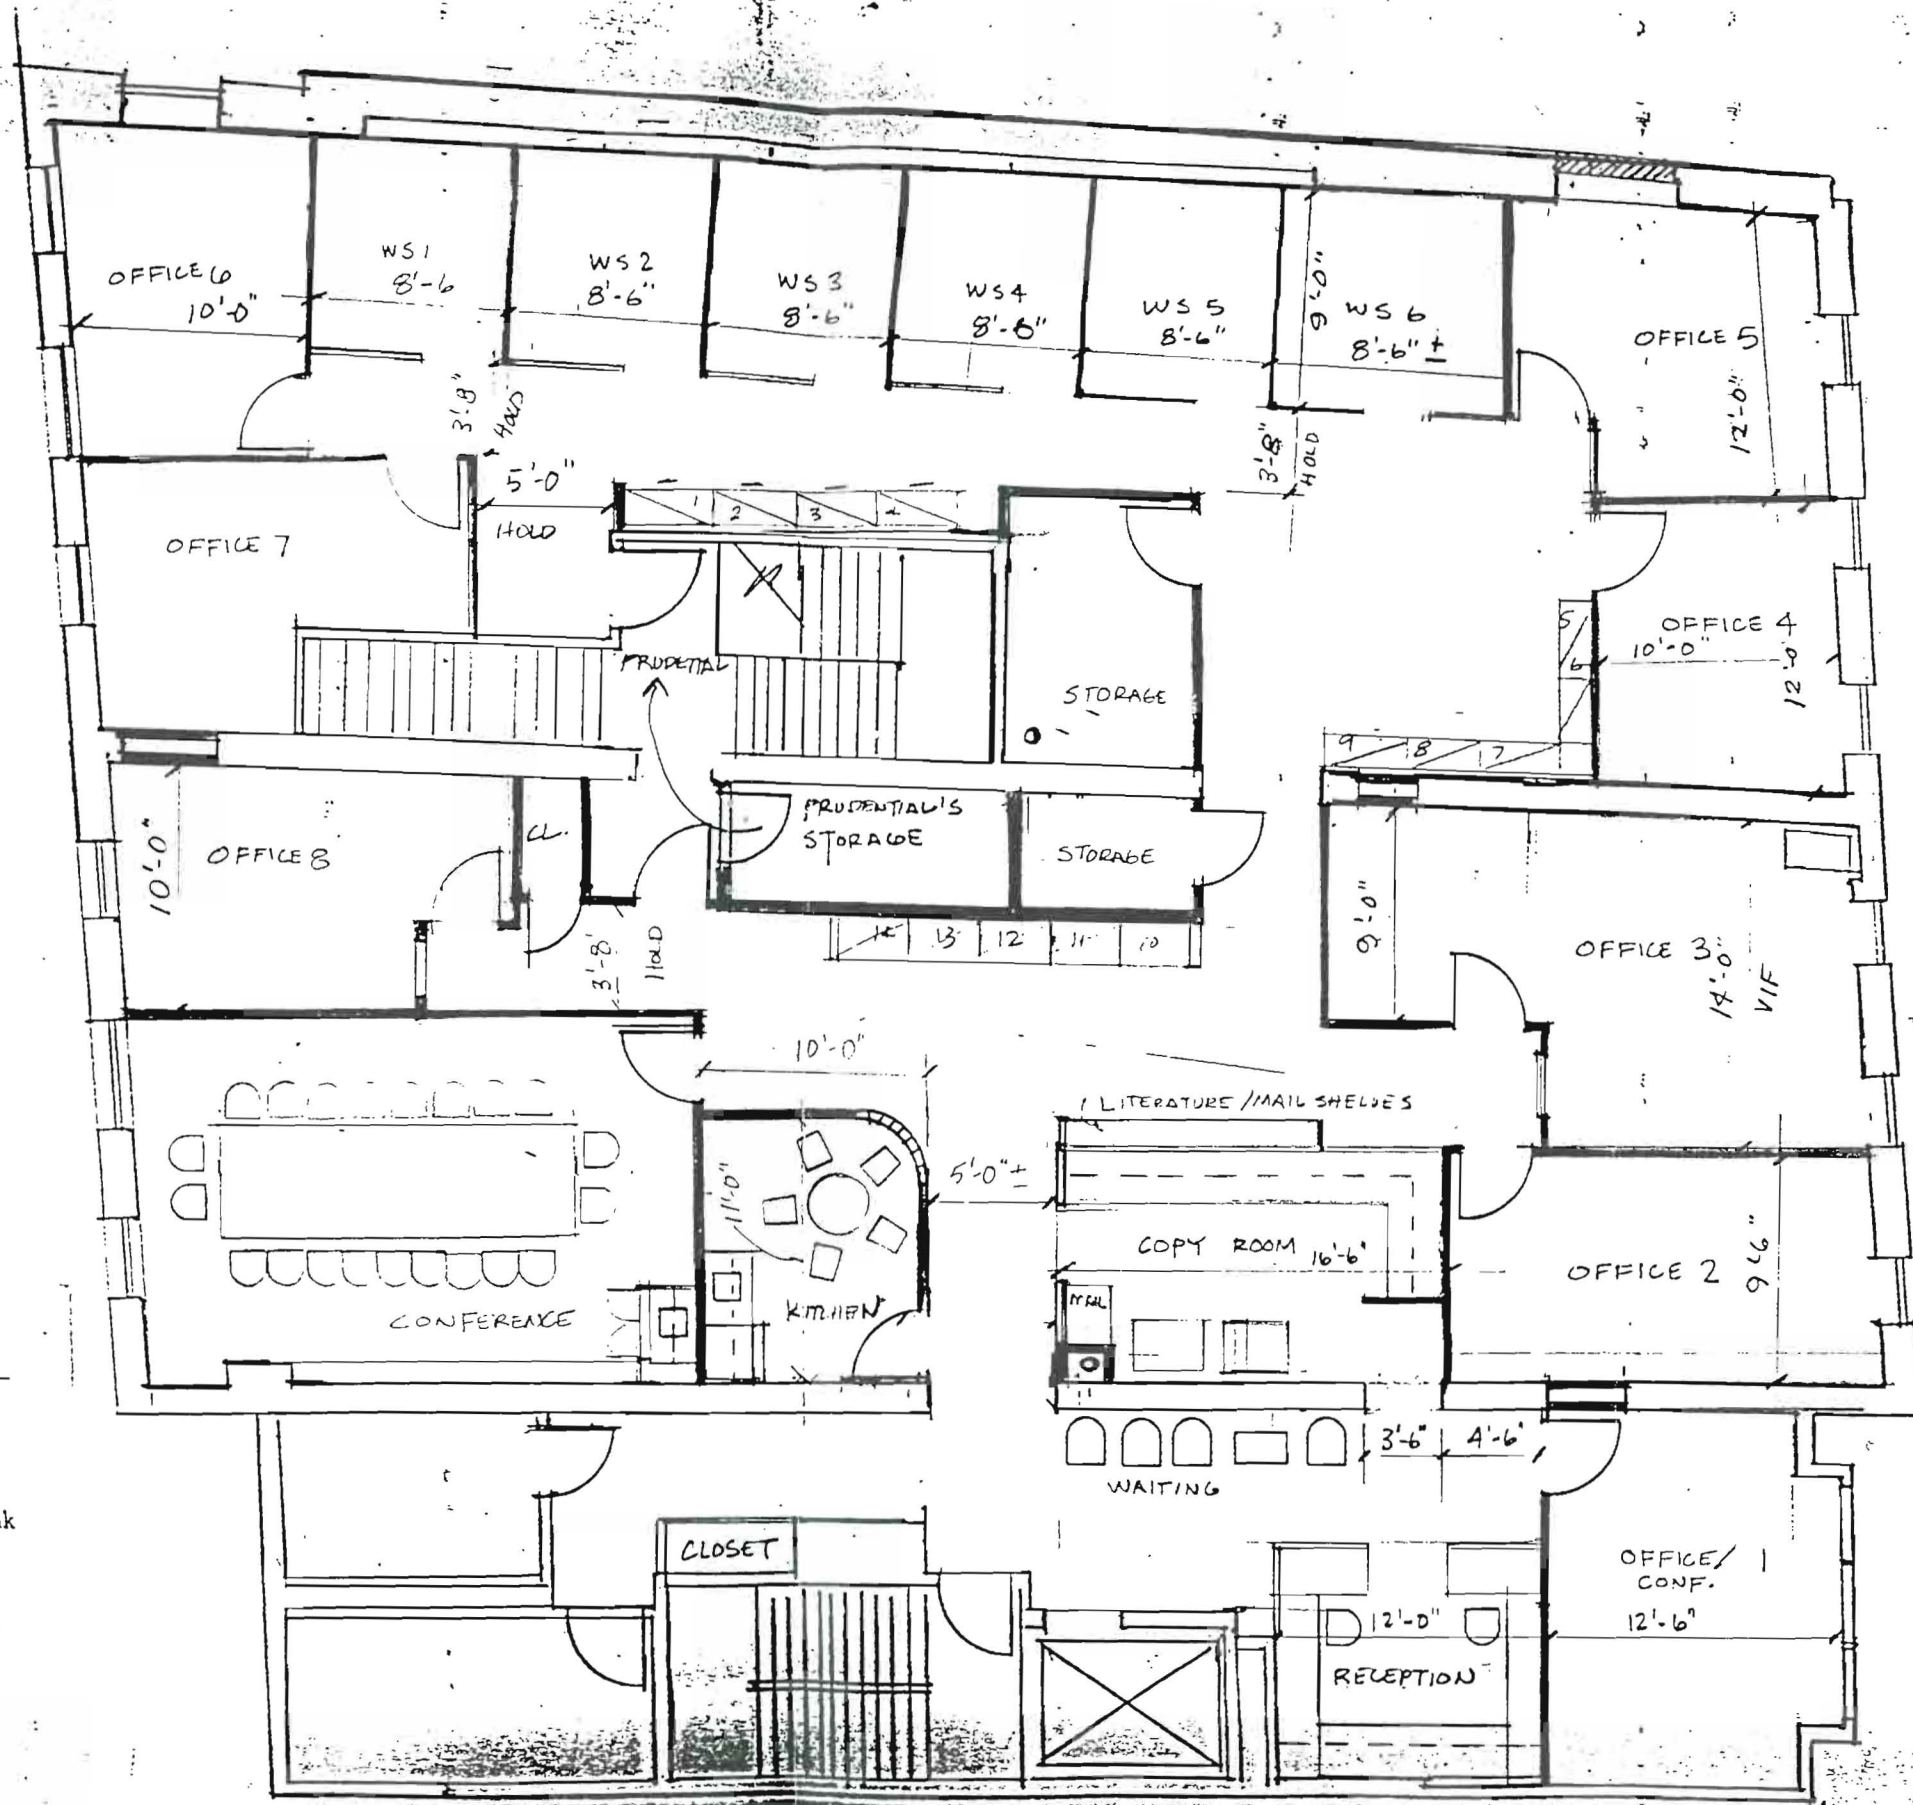 OFFICE 6
10'-0"
WS 1
8'-6
WS 2
8'-6"
WS 3
8'-6"
WS 4
8'-6"
WS 5
8'-6"
9'-0"
WS 6
8'-6" ±
OFFICE 5
12'-0"
3'-8"
HOLD
3'-8"
HOLD
5'-0"
HOLD
1
2
3
4
OFFICE 7
PRUDETIAL
STORAGE
5
6
OFFICE 4
10'-0"
12'-0"
9
8
7
10'-0"
OFFICE 8
CL.
PRUDENTIAL'S
STORAGE
STORAGE
3'-8'
HOLD
14
13
12
11
10
9'-0"
OFFICE 3
14'-0"
VIF
10'-0"
LITERATURE/MAIL SHELVES
11'-0"
5'-0"±
COPY ROOM
16'-6"
OFFICE 2
9'6"
CONFERENCE
KITCHEN
3'-6"
4'-6"
WAITING
CLOSET
OFFICE/ 1
CONF.
12'-0"
12'-6"
RECEPTION